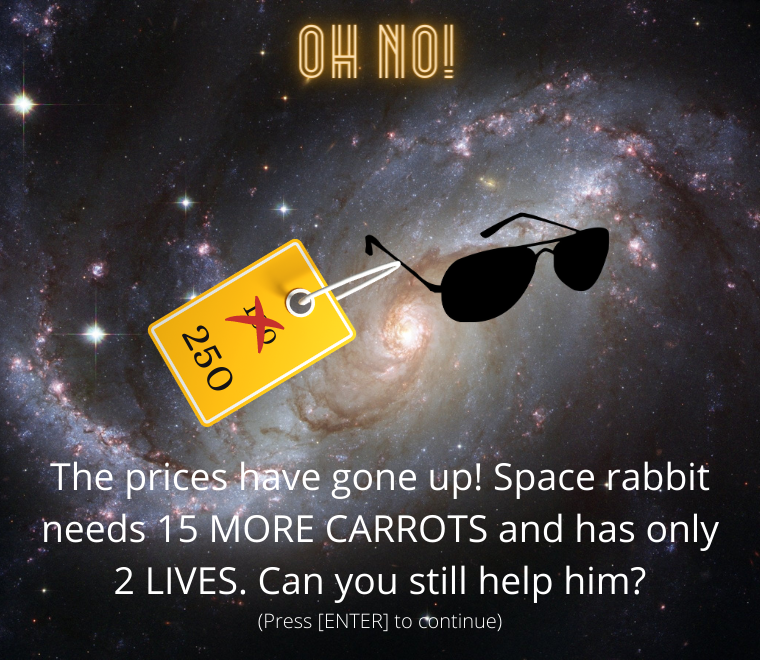 OH NO!
250
The prices have gone up! Space rabbit
needs 15 MORE CARROTS and has only
2 LIVES. Can you still help him?
(Press [ENTER] to continue)